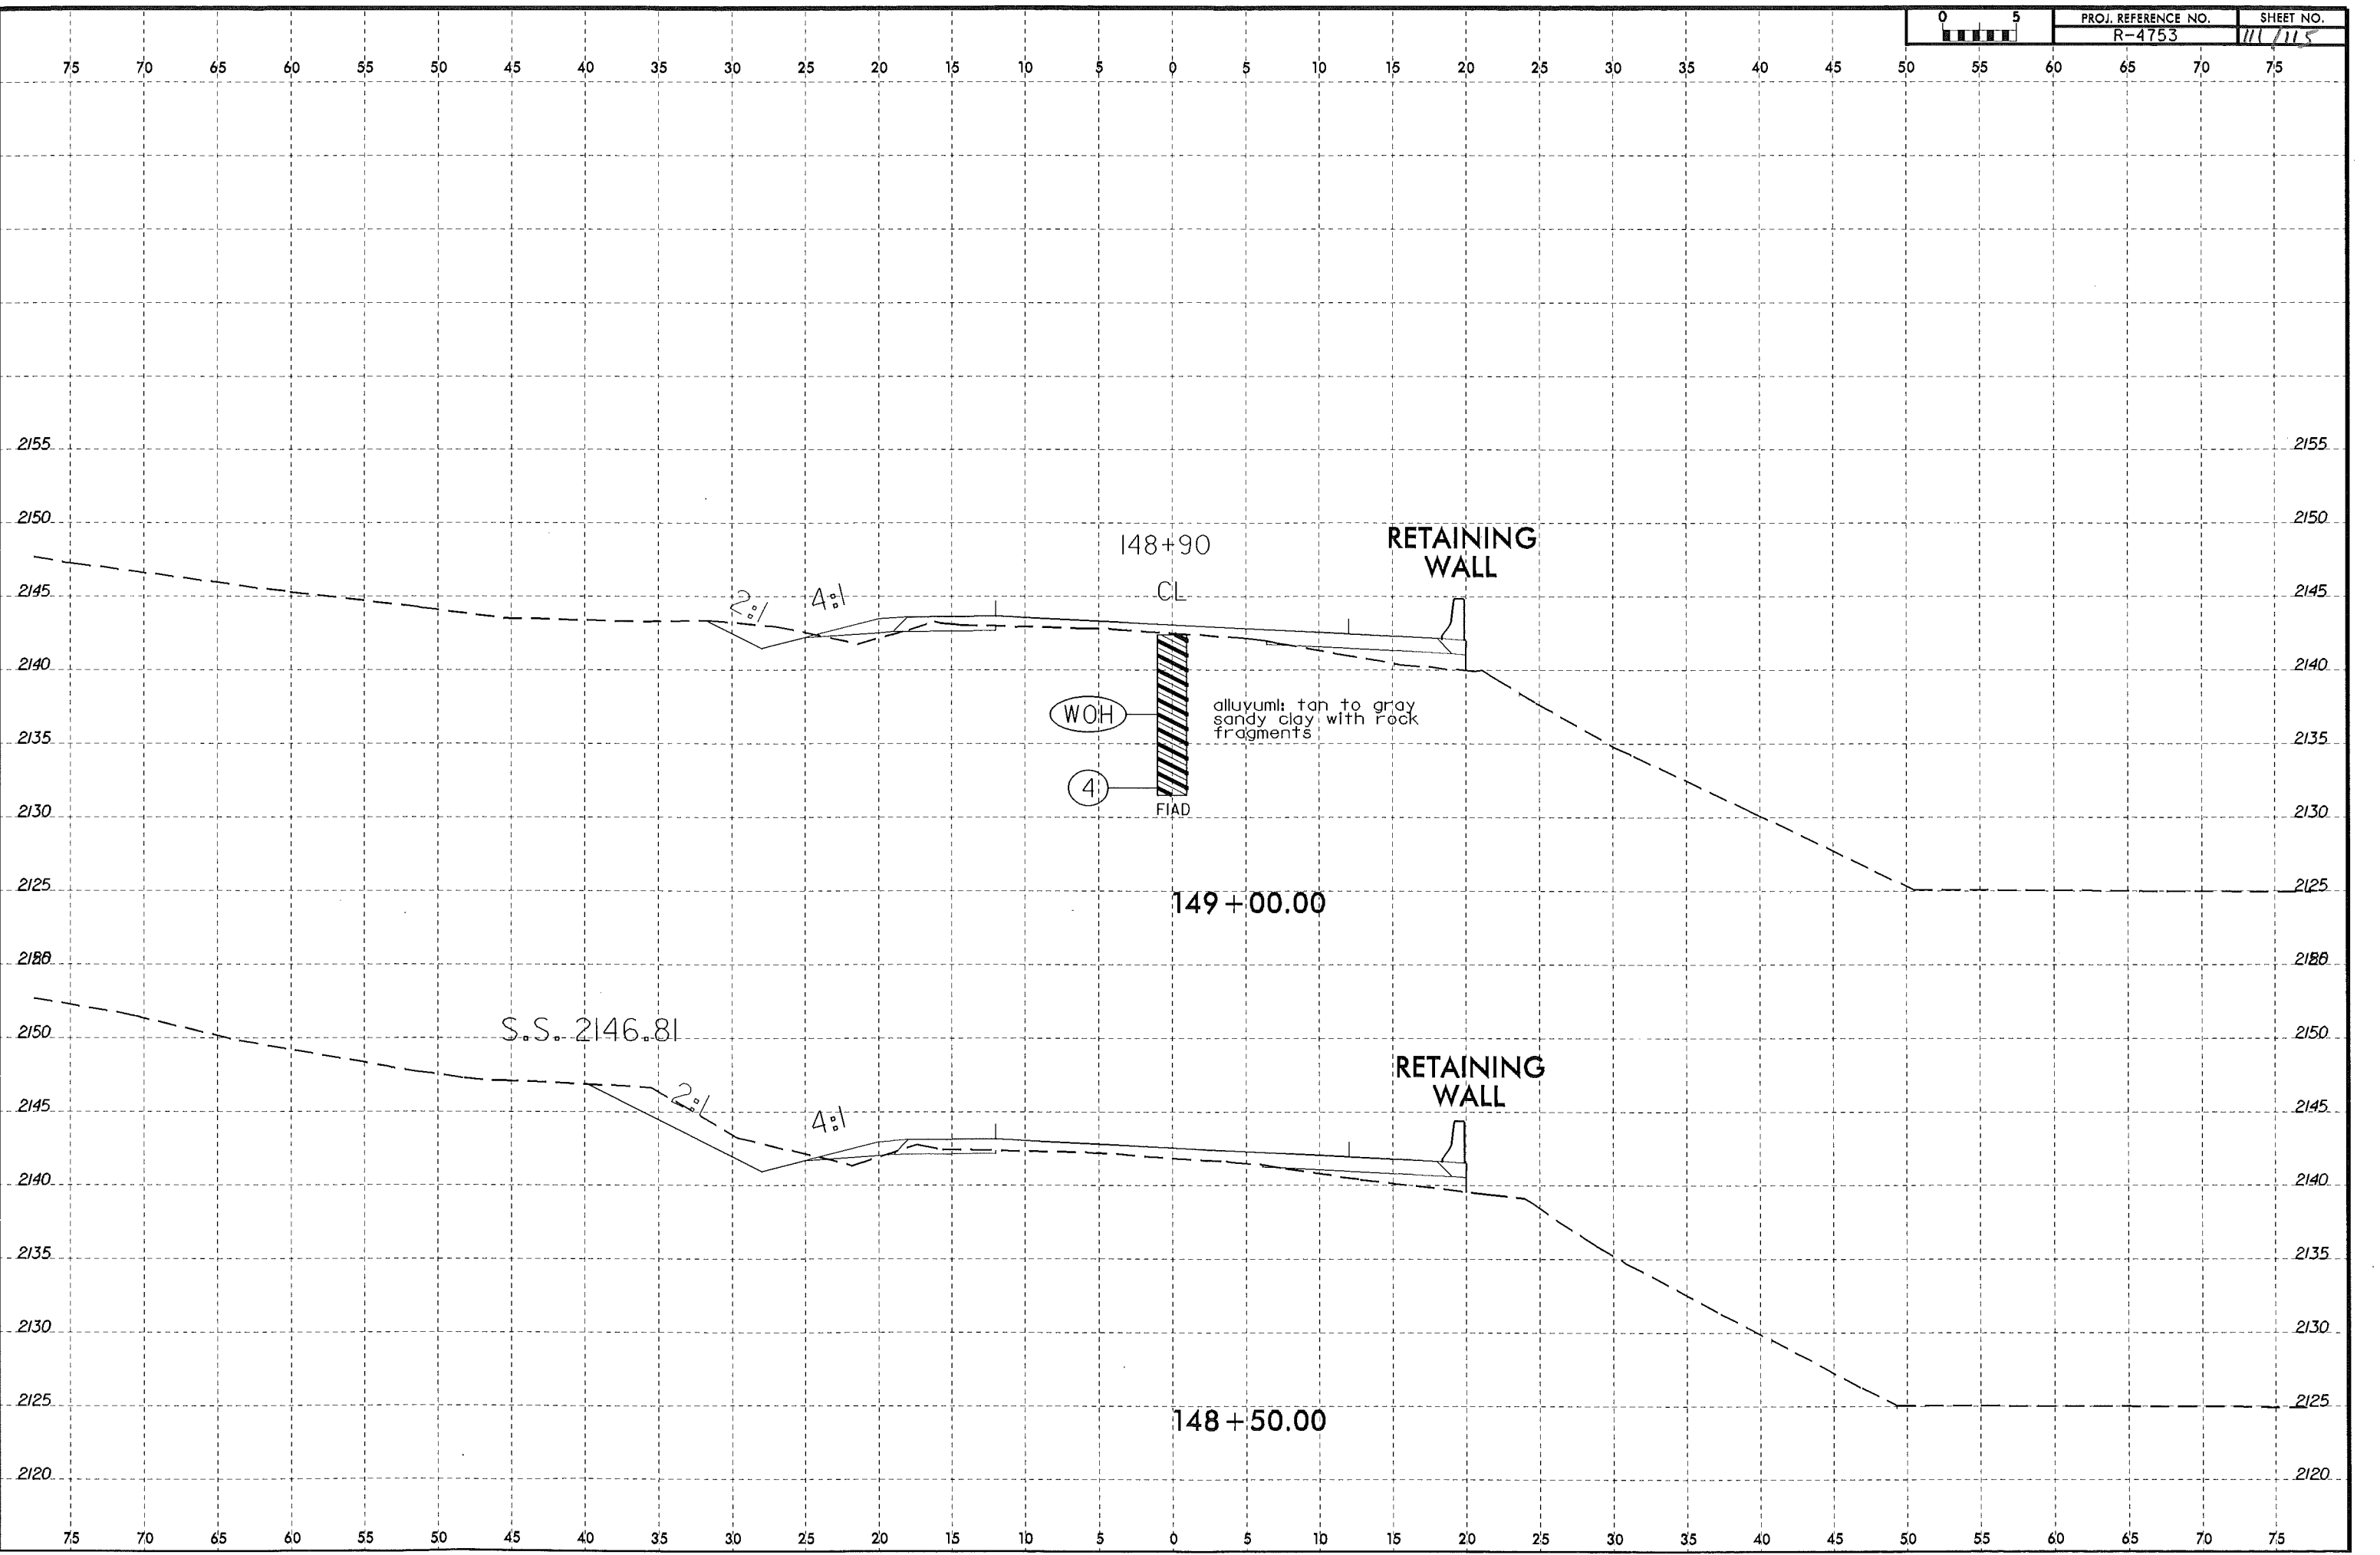 0 5 PROJ. REFERENCE NO. SHEET NO.
R-4753 111/115
75 70 65 60 55 50 45 40 35 30 25 20 15 10 5 0 5 10 15 20 25 30 35 40 45 50 55 60 65 70 75
2155 2155
2150 2150
148+90
RETAINING
WALL
2145 2145
2:1 4:1 CL
2140 2140
WOH
alluvuml: tan to gray
sandy clay with rock
fragments
2135 2135
4
2130 2130
FIAD
2125 2125
149+00.00
S.S. 2146.81
2150 2150
RETAINING
WALL
2145 2145
2:1 4:1
2140 2140
2135 2135
2130 2130
2125 2125
148+50.00
2120 2120
75 70 65 60 55 50 45 40 35 30 25 20 15 10 5 0 5 10 15 20 25 30 35 40 45 50 55 60 65 70 75